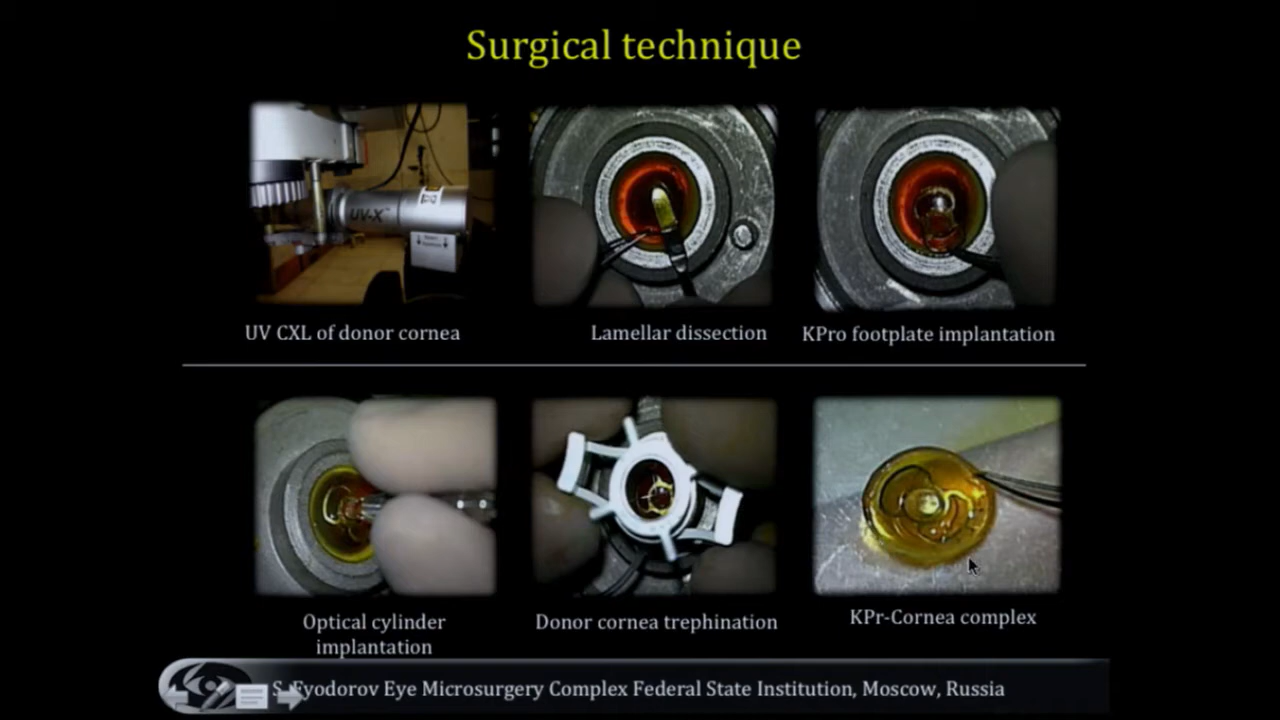 Surgical technique
UV-X™
UV CXL of donor cornea
Lamellar dissection
KPro footplate implantation
Optical cylinder
implantation
Donor cornea trephination
KPr-Cornea complex
S. Fyodorov Eye Microsurgery Complex Federal State Institution, Moscow, Russia